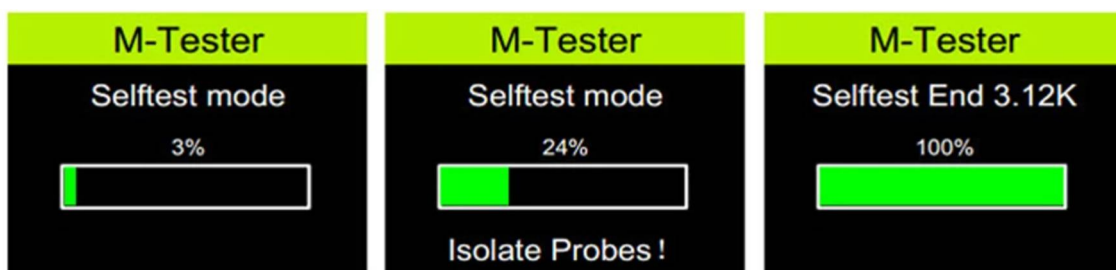 M-Tester
Selftest mode
3%
M-Tester
Selftest mode
24%
Isolate Probes!
M-Tester
Selftest End 3.12K
100%